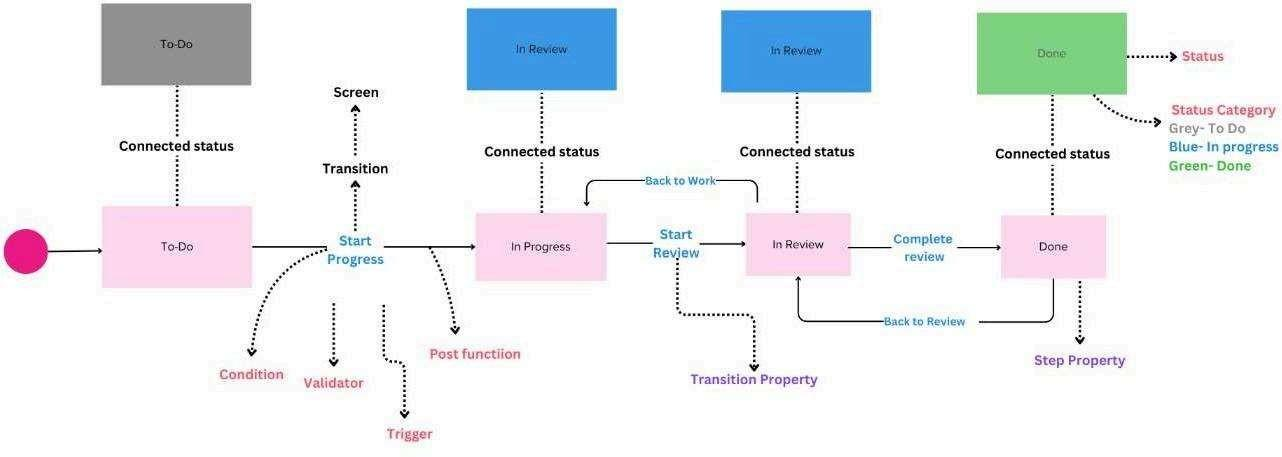 To-Do
In Review
In Review
Done
Status
Screen
Status Category
Grey- To Do
Blue- In progress
Green- Done
Connected status
Connected status
Connected status
Connected status
Transition
Back to Work
To-Do
Start
Progress
In Progress
Start
Review
In Review
Complete
review
Done
Back to Review
Post functiion
Step Property
Condition
Validator
Transition Property
Trigger